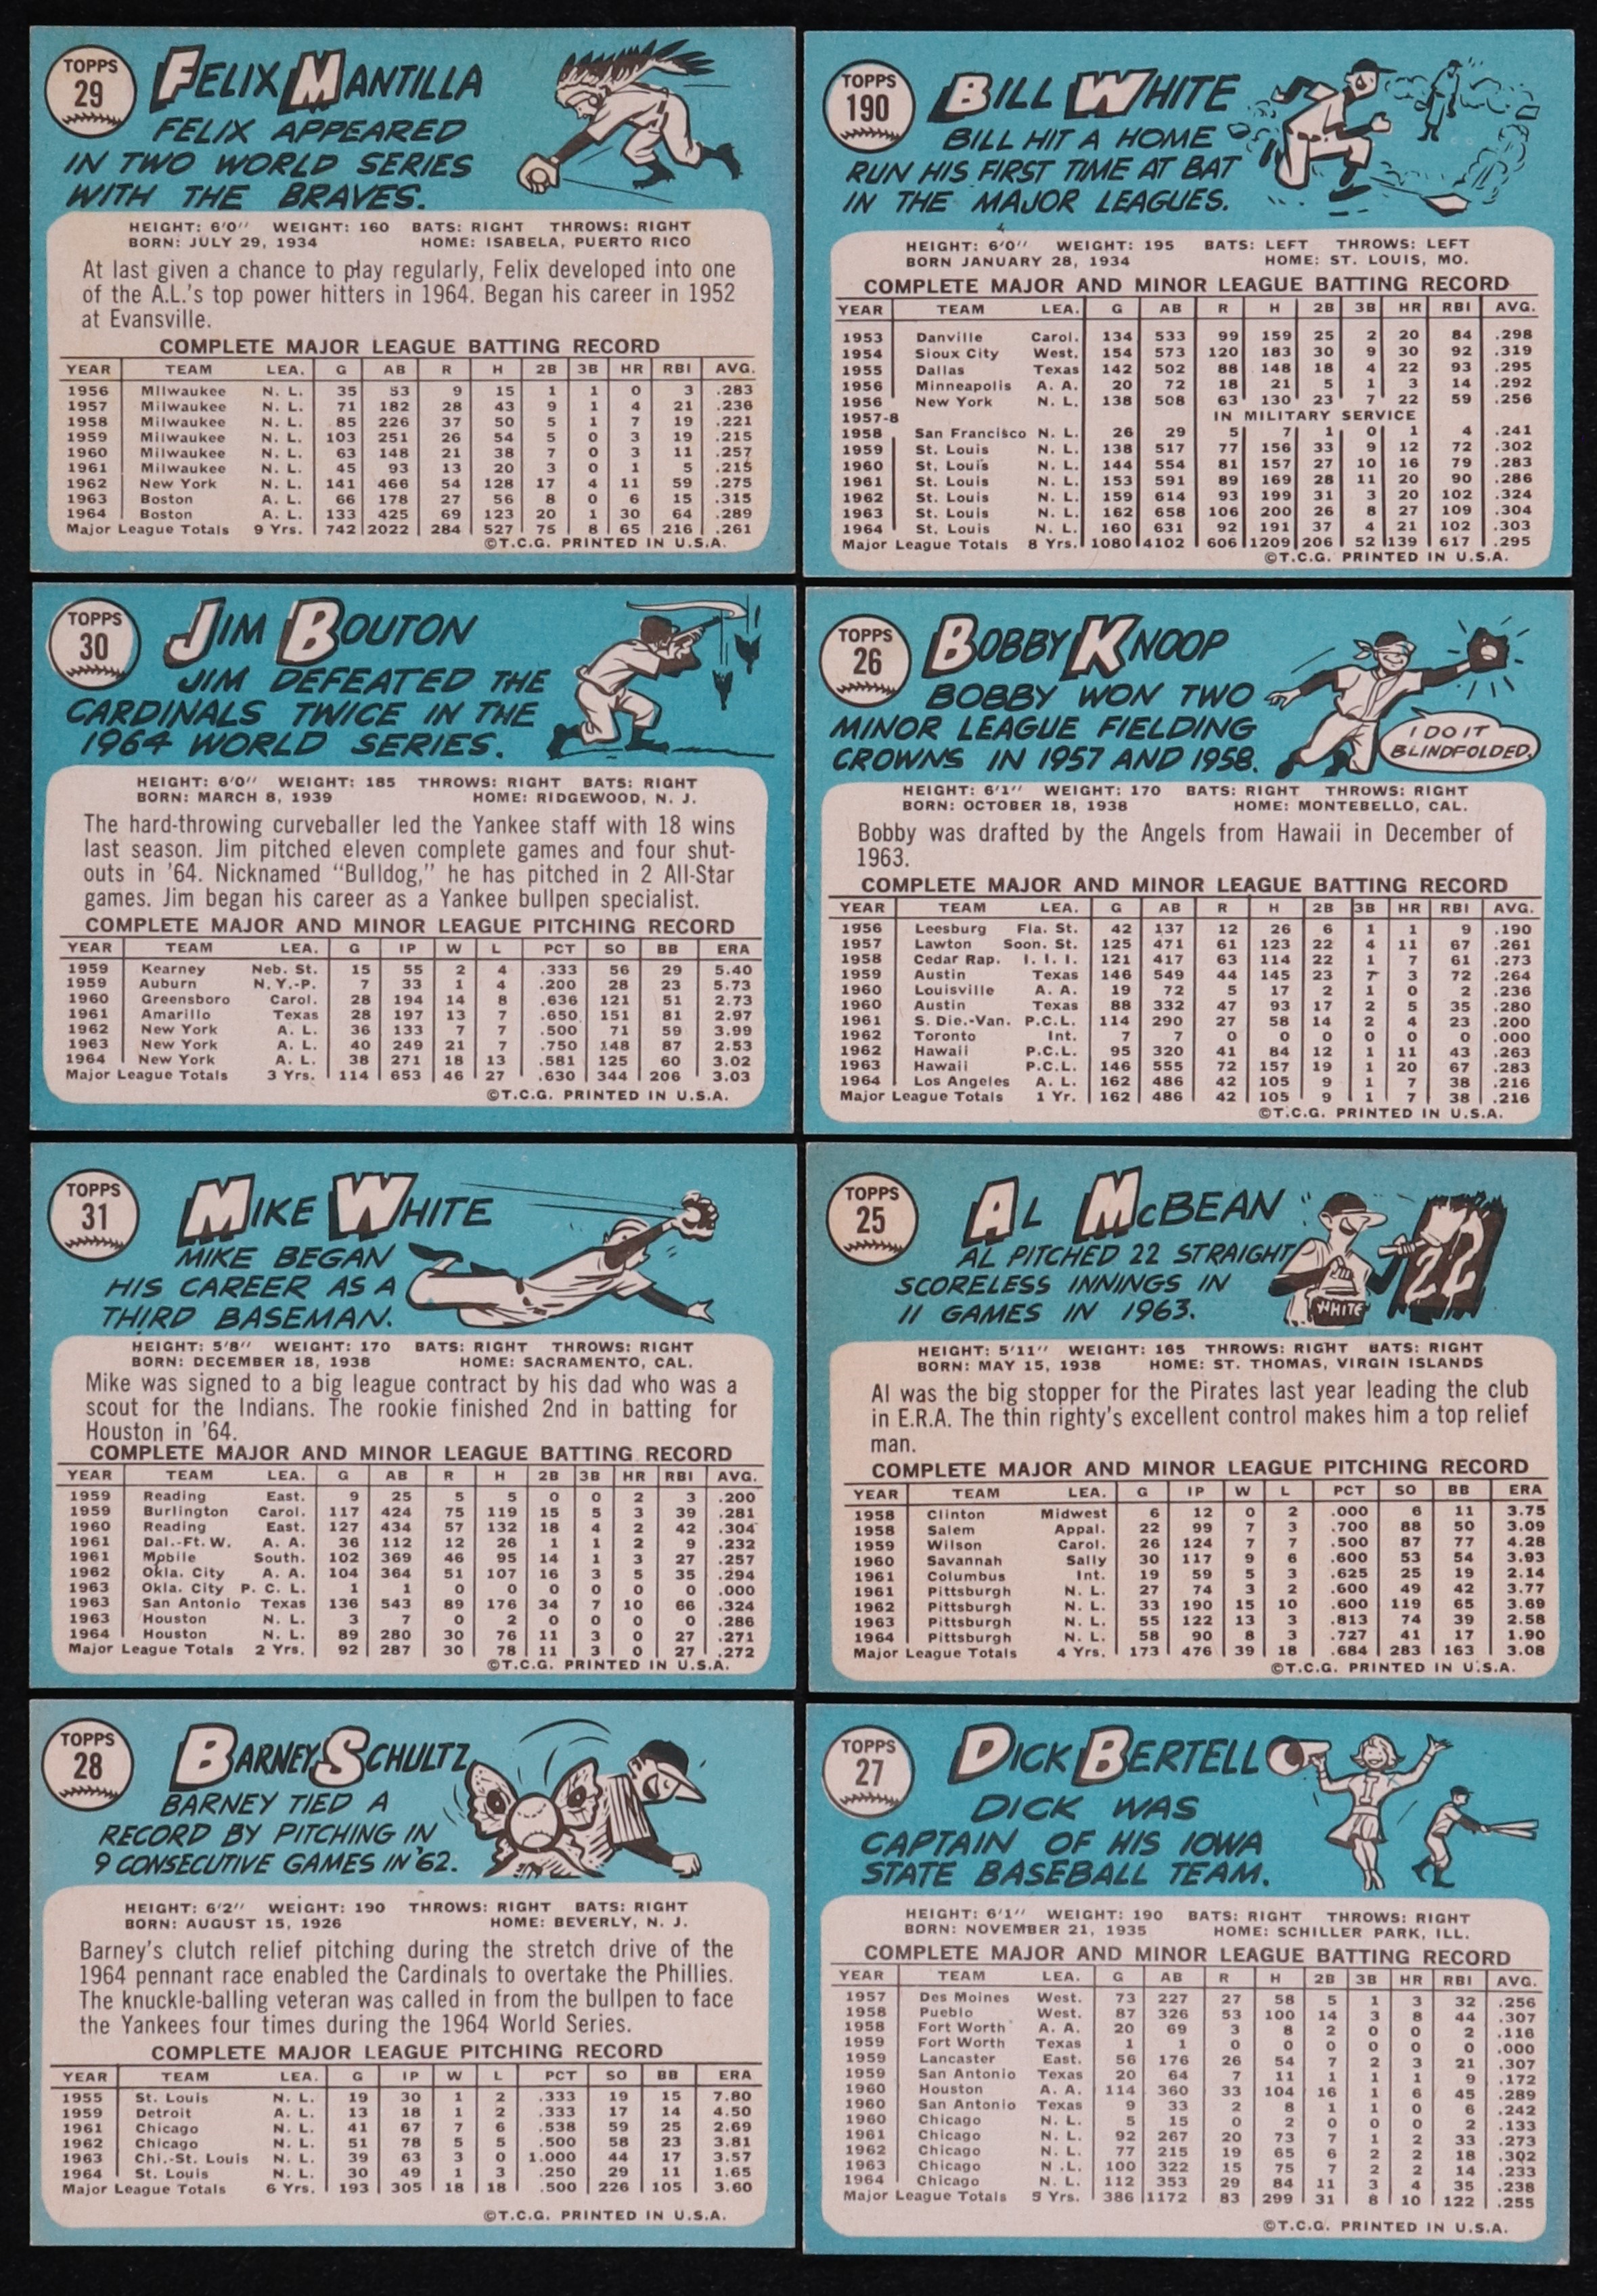 TOPPS
29
FELIX MANTILLA
FELIX APPEARED
IN TWO WORLD SERIES
WITH THE BRAVES.
HEIGHT: 6'0" WEIGHT: 160 BATS: RIGHT THROWS: RIGHT
BORN: JULY 29, 1934 HOME: ISABELA, PUERTO RICO
At last given a chance to play regularly, Felix developed into one
of the A.L.'s top power hitters in 1964. Began his career in 1952
at Evansville.
COMPLETE MAJOR LEAGUE BATTING RECORD
YEAR TEAM LEA. G AB R H 2B 3B HR RBI AVG.
1956 Milwaukee N. L. 35 53 9 15 1 1 0 3 .283
1957 Milwaukee N. L. 71 182 28 43 9 1 4 21 .236
1958 Milwaukee N. L. 85 226 37 50 5 1 7 19 .221
1959 Milwaukee N. L. 103 251 26 54 5 0 3 19 .215
1960 Milwaukee N. L. 63 148 21 38 7 0 3 11 .257
1961 Milwaukee N. L. 45 93 13 20 3 0 1 5 .215
1962 New York N. L. 141 466 54 128 17 4 11 59 .275
1963 Boston A. L. 66 178 27 56 8 0 6 15 .315
1964 Boston A. L. 133 425 69 123 20 1 30 64 .289
Major League Totals 9 Yrs. 742 2022 284 527 75 8 65 216 .261
©T.C.G. PRINTED IN U.S.A.
TOPPS
190
BILL WHITE
BILL HIT A HOME
RUN HIS FIRST TIME AT BAT
IN THE MAJOR LEAGUES.
HEIGHT: 6'0" WEIGHT: 195 BATS: LEFT THROWS: LEFT
BORN JANUARY 28, 1934 HOME: ST. LOUIS, MO.
COMPLETE MAJOR AND MINOR LEAGUE BATTING RECORD
YEAR TEAM LEA. G AB R H 2B 3B HR RBI AVG.
1953 Danville Carol. 134 533 99 159 25 2 20 84 .298
1954 Sioux City West. 154 573 120 183 30 9 30 92 .319
1955 Dallas Texas 142 502 88 148 18 4 22 93 .295
1956 Minneapolis A. A. 20 72 18 21 5 1 3 14 .292
1956 New York N. L. 138 508 63 130 23 7 22 59 .256
1957-8 IN MILITARY SERVICE
1958 San Francisco N. L. 26 29 5 7 1 0 1 4 .241
1959 St. Louis N. L. 138 517 77 156 33 9 12 72 .302
1960 St. Louis N. L. 144 554 81 157 27 10 16 79 .283
1961 St. Louis N. L. 153 591 89 169 28 11 20 90 .286
1962 St. Louis N. L. 159 614 93 199 31 3 20 102 .324
1963 St. Louis N. L. 162 658 106 200 26 8 27 109 .304
1964 St. Louis N. L. 160 631 92 191 37 4 21 102 .303
Major League Totals 8 Yrs. 1080 4102 606 1209 206 52 139 617 .295
©T.C.G. PRINTED IN U.S.A.
TOPPS
30
JIM BOUTON
JIM DEFEATED THE
CARDINALS TWICE IN THE
1964 WORLD SERIES.
HEIGHT: 6'0" WEIGHT: 185 THROWS: RIGHT BATS: RIGHT
BORN: MARCH 8, 1939 HOME: RIDGEWOOD, N. J.
The hard-throwing curveballer led the Yankee staff with 18 wins
last season. Jim pitched eleven complete games and four shut-
outs in '64. Nicknamed "Bulldog," he has pitched in 2 All-Star
games. Jim began his career as a Yankee bullpen specialist.
COMPLETE MAJOR AND MINOR LEAGUE PITCHING RECORD
YEAR TEAM LEA. G IP W L PCT SO BB ERA
1959 Kearney Neb. St. 15 55 2 4 .333 56 29 5.40
1959 Auburn N. Y.-P. 7 33 1 4 .200 28 23 5.73
1960 Greensboro Carol. 28 194 14 8 .636 121 51 2.73
1961 Amarillo Texas 28 197 13 7 .650 151 81 2.97
1962 New York A. L. 36 133 7 7 .500 71 59 3.99
1963 New York A. L. 40 249 21 7 .750 148 87 2.53
1964 New York A. L. 38 271 18 13 .581 125 60 3.02
Major League Totals 3 Yrs. 114 653 46 27 .630 344 206 3.03
©T.C.G. PRINTED IN U.S.A.
TOPPS
26
BOBBY KNOOP
BOBBY WON TWO
MINOR LEAGUE FIELDING
CROWNS IN 1957 AND 1958.
I DO IT
BLINDFOLDED.
HEIGHT: 6'1" WEIGHT: 170 BATS: RIGHT THROWS: RIGHT
BORN: OCTOBER 18, 1938 HOME: MONTEBELLO, CAL.
Bobby was drafted by the Angels from Hawaii in December of
1963.
COMPLETE MAJOR AND MINOR LEAGUE BATTING RECORD
YEAR TEAM LEA. G AB R H 2B 3B HR RBI AVG.
1956 Leesburg Fla. St. 42 137 12 26 6 1 1 9 .190
1957 Lawton Soon. St. 125 471 61 123 22 4 11 67 .261
1958 Cedar Rap. I. I. I. 121 417 63 114 22 1 7 61 .273
1959 Austin Texas 146 549 44 145 23 7 3 72 .264
1960 Louisville A. A. 19 72 5 17 2 1 0 2 .236
1960 Austin Texas 88 332 47 93 17 2 5 35 .280
1961 S. Die.-Van. P.C.L. 114 290 27 58 14 2 4 23 .200
1962 Toronto Int. 7 7 0 0 0 0 0 0 .000
1962 Hawaii P.C.L. 95 320 41 84 12 1 11 43 .263
1963 Hawaii P.C.L. 146 555 72 157 19 1 20 67 .283
1964 Los Angeles A. L. 162 486 42 105 9 1 7 38 .216
Major League Totals 1 Yr. 162 486 42 105 9 1 7 38 .216
©T.C.G. PRINTED IN U.S.A.
TOPPS
31
MIKE WHITE
MIKE BEGAN
HIS CAREER AS A
THIRD BASEMAN.
HEIGHT: 5'8" WEIGHT: 170 BATS: RIGHT THROWS: RIGHT
BORN: DECEMBER 18, 1938 HOME: SACRAMENTO, CAL.
Mike was signed to a big league contract by his dad who was a
scout for the Indians. The rookie finished 2nd in batting for
Houston in '64.
COMPLETE MAJOR AND MINOR LEAGUE BATTING RECORD
YEAR TEAM LEA. G AB R H 2B 3B HR RBI AVG.
1959 Reading East. 9 25 5 5 0 0 2 3 .200
1959 Burlington Carol. 117 424 75 119 15 5 3 39 .281
1960 Reading East. 127 434 57 132 18 4 2 42 .304
1961 Dal.-Ft. W. A. A. 36 112 12 26 1 1 2 9 .232
1961 Mobile South. 102 369 46 95 14 1 3 27 .257
1962 Okla. City A. A. 104 364 51 107 16 3 5 35 .294
1963 Okla. City P. C. L. 1 1 0 0 0 0 0 0 .000
1963 San Antonio Texas 136 543 89 176 34 7 10 66 .324
1963 Houston N. L. 3 7 0 2 0 0 0 0 .286
1964 Houston N. L. 89 280 30 76 11 3 0 27 .271
Major League Totals 2 Yrs. 92 287 30 78 11 3 0 27 .272
©T.C.G. PRINTED IN U.S.A.
TOPPS
25
AL MCBEAN
AL PITCHED 22 STRAIGHT
SCORELESS INNINGS IN
11 GAMES IN 1963.
22
WHITE
HEIGHT: 5'11" WEIGHT: 165 THROWS: RIGHT BATS: RIGHT
BORN: MAY 15, 1938 HOME: ST. THOMAS, VIRGIN ISLANDS
Al was the big stopper for the Pirates last year leading the club
in E.R.A. The thin righty's excellent control makes him a top relief
man.
COMPLETE MAJOR AND MINOR LEAGUE PITCHING RECORD
YEAR TEAM LEA. G IP W L PCT SO BB ERA
1958 Clinton Midwest 6 12 0 2 .000 6 11 3.75
1958 Salem Appal. 22 99 7 3 .700 88 50 3.09
1959 Wilson Carol. 26 124 7 7 .500 87 77 4.28
1960 Savannah Sally 30 117 9 6 .600 53 54 3.93
1961 Columbus Int. 19 59 5 3 .625 25 19 2.14
1961 Pittsburgh N. L. 27 74 3 2 .600 49 42 3.77
1962 Pittsburgh N. L. 33 190 15 10 .600 119 65 3.69
1963 Pittsburgh N. L. 55 122 13 3 .813 74 39 2.58
1964 Pittsburgh N. L. 58 90 8 3 .727 41 17 1.90
Major League Totals 4 Yrs. 173 476 39 18 .684 283 163 3.08
©T.C.G. PRINTED IN U.S.A.
TOPPS
28
BARNEY SCHULTZ
BARNEY TIED A
RECORD BY PITCHING IN
9 CONSECUTIVE GAMES IN '62.
HEIGHT: 6'2" WEIGHT: 190 THROWS: RIGHT BATS: RIGHT
BORN: AUGUST 15, 1926 HOME: BEVERLY, N. J.
Barney's clutch relief pitching during the stretch drive of the
1964 pennant race enabled the Cardinals to overtake the Phillies.
The knuckle-balling veteran was called in from the bullpen to face
the Yankees four times during the 1964 World Series.
COMPLETE MAJOR LEAGUE PITCHING RECORD
YEAR TEAM LEA. G IP W L PCT SO BB ERA
1955 St. Louis N. L. 19 30 1 2 .333 19 15 7.80
1959 Detroit A. L. 13 18 1 2 .333 17 14 4.50
1961 Chicago N. L. 41 67 7 6 .538 59 25 2.69
1962 Chicago N. L. 51 78 5 5 .500 58 23 3.81
1963 Chi.-St. Louis N. L. 39 63 3 0 1.000 44 17 3.57
1964 St. Louis N. L. 30 49 1 3 .250 29 11 1.65
Major League Totals 6 Yrs. 193 305 18 18 .500 226 105 3.60
©T.C.G. PRINTED IN U.S.A.
TOPPS
27
DICK BERTELL
DICK WAS
CAPTAIN OF HIS IOWA
STATE BASEBALL TEAM.
I
HEIGHT: 6'1" WEIGHT: 190 BATS: RIGHT THROWS: RIGHT
BORN: NOVEMBER 21, 1935 HOME: SCHILLER PARK, ILL.
COMPLETE MAJOR AND MINOR LEAGUE BATTING RECORD
YEAR TEAM LEA. G AB R H 2B 3B HR RBI AVG.
1957 Des Moines West. 73 227 27 58 5 1 3 32 .256
1958 Pueblo West. 87 326 53 100 14 3 8 44 .307
1958 Fort Worth A. A. 20 69 3 8 2 0 0 2 .116
1959 Fort Worth Texas 1 1 0 0 0 0 0 0 .000
1959 Lancaster East. 56 176 26 54 7 2 3 21 .307
1959 San Antonio Texas 20 64 7 11 1 1 1 9 .172
1960 Houston A. A. 114 360 33 104 16 1 6 45 .289
1960 San Antonio Texas 9 33 2 8 1 1 0 6 .242
1960 Chicago N. L. 5 15 0 2 0 0 0 2 .133
1961 Chicago N. L. 92 267 20 73 7 1 2 33 .273
1962 Chicago N. L. 77 215 19 65 6 2 2 18 .302
1963 Chicago N .L. 100 322 15 75 7 2 2 14 .233
1964 Chicago N. L. 112 353 29 84 11 3 4 35 .238
Major League Totals 5 Yrs. 386 1172 83 299 31 8 10 122 .255
©T.C.G. PRINTED IN U.S.A.